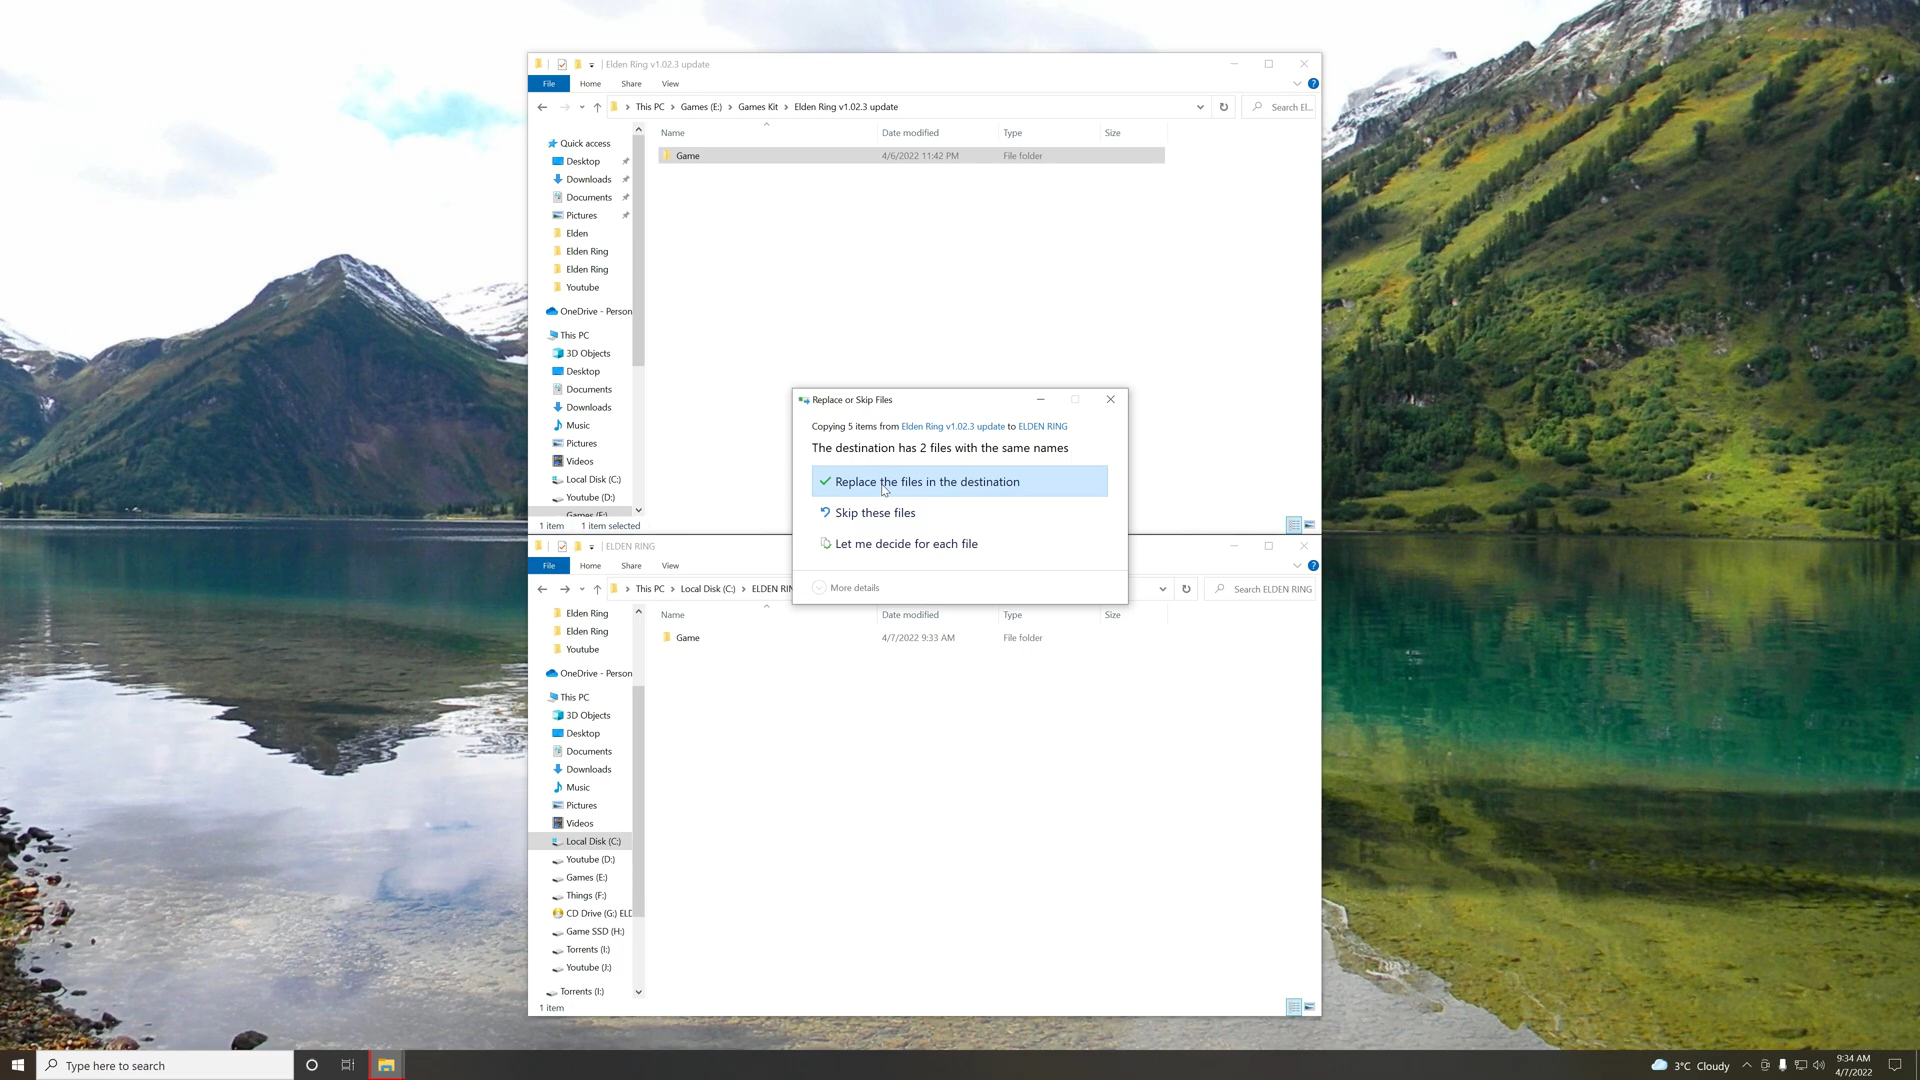 Elden Ring v1.02.3 update
File Home Share View
This PC > Games (E:) > Games Kit > Elden Ring v1.02.3 update
Search El...
Name Date modified Type Size
Game 4/6/2022 11:42 PM File folder
Quick access
Desktop
Downloads
Documents
Pictures
Elden
Elden Ring
Elden Ring
Youtube
OneDrive - Person
This PC
3D Objects
Desktop
Documents
Downloads
Music
Pictures
Videos
Local Disk (C:)
Youtube (D:)
Games (E:)
1 item 1 item selected
Replace or Skip Files
Copying 5 items from Elden Ring v1.02.3 update to ELDEN RING
The destination has 2 files with the same names
Replace the files in the destination
Skip these files
Let me decide for each file
More details
ELDEN RING
File Home Share View
This PC > Local Disk (C:) > ELDEN RIN
Search ELDEN RING
Name Date modified Type Size
Game 4/7/2022 9:33 AM File folder
Elden Ring
Elden Ring
Youtube
OneDrive - Person
This PC
3D Objects
Desktop
Documents
Downloads
Music
Pictures
Videos
Local Disk (C:)
Youtube (D:)
Games (E:)
Things (F:)
CD Drive (G:) ELD
Game SSD (H:)
Torrents (I:)
Youtube (J:)
Torrents (I:)
1 item
Type here to search
3°C Cloudy
9:34 AM
4/7/2022